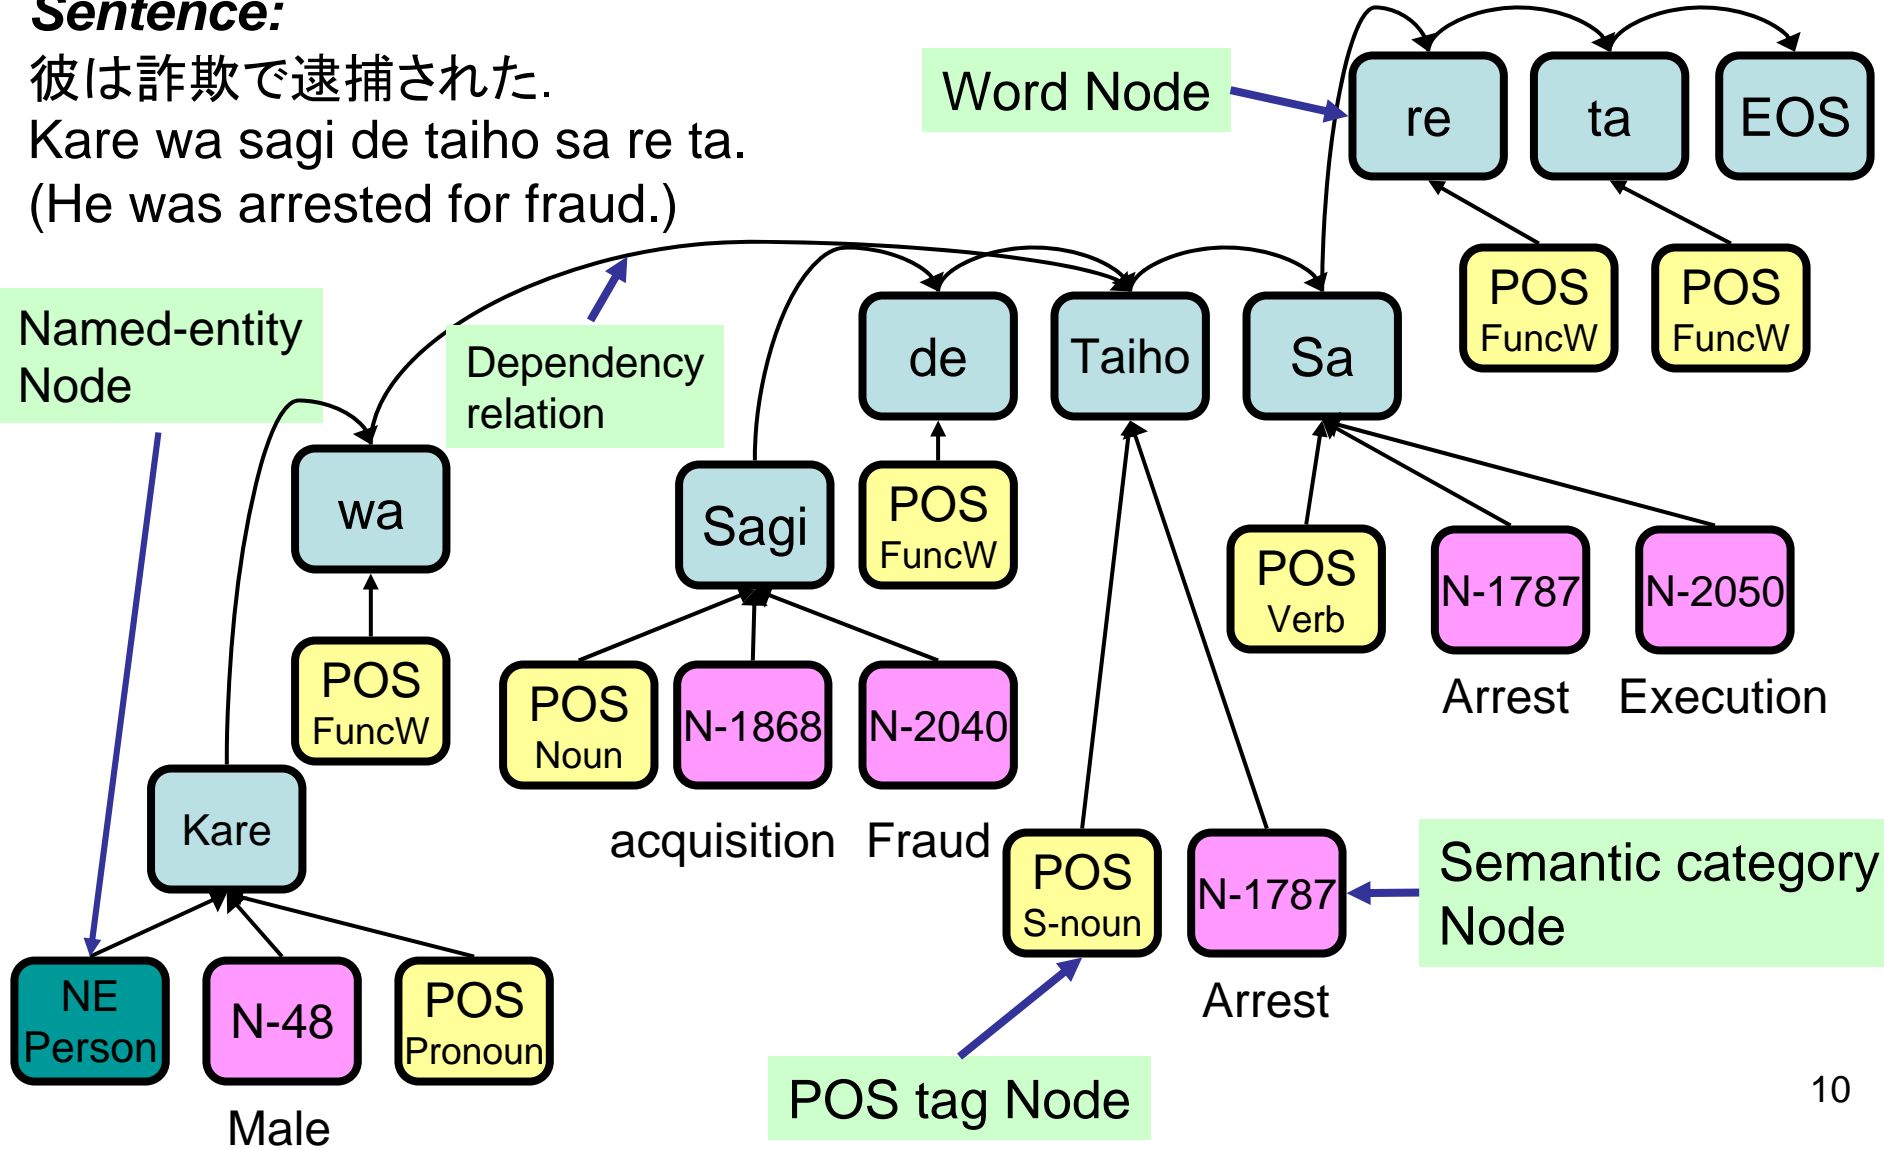 Sentence:
彼は詐欺で逮捕された.
Kare wa sagi de taiho sa re ta.
(He was arrested for fraud.)
Word Node
re
ta
EOS
POS
FuncW
POS
FuncW
Named-entity
Node
Dependency
relation
de
Taiho
Sa
wa
Sagi
POS
FuncW
POS
Verb
N-1787
N-2050
Arrest
Execution
POS
FuncW
POS
Noun
N-1868
N-2040
acquisition
Fraud
Kare
POS
S-noun
N-1787
Semantic category
Node
Arrest
NE
Person
N-48
POS
Pronoun
Male
POS tag Node
10